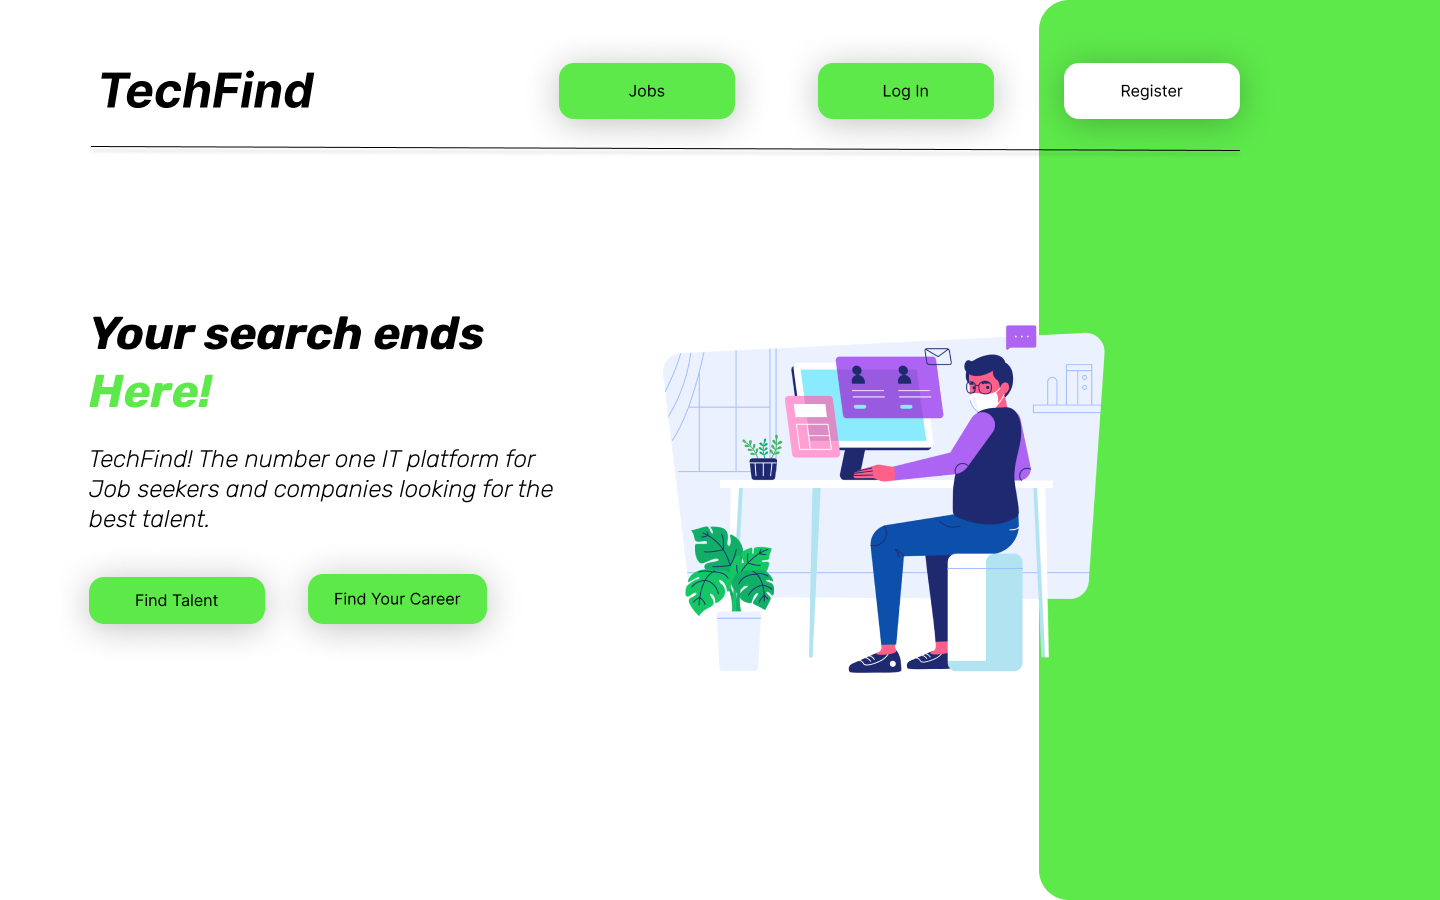 TechFind
Jobs
Log In
Register
Your search ends
Here!
TechFind! The number one IT platform for
Job seekers and companies looking for the
best talent.
Find Talent
Find Your Career